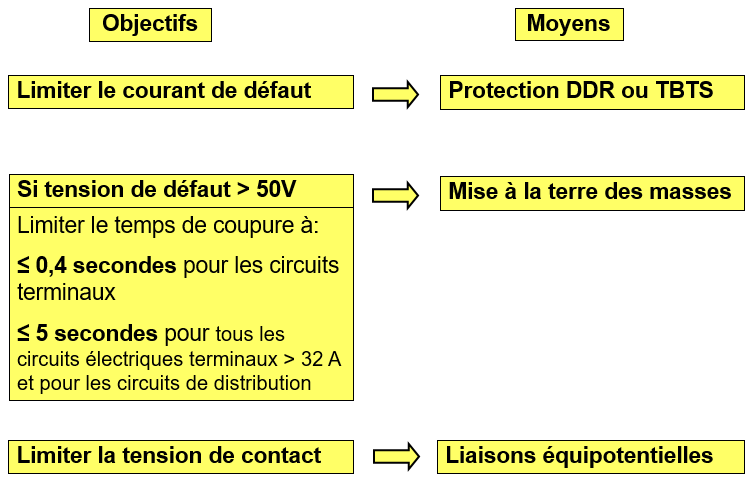 Objectifs
Moyens
Limiter le courant de défaut
Protection DDR ou TBTS
Si tension de défaut > 50V
Mise à la terre des masses
Limiter le temps de coupure à:
≤ 0,4 secondes pour les circuits
terminaux
≤ 5 secondes pour tous les
circuits électriques terminaux > 32 A
et pour les circuits de distribution
Limiter la tension de contact
Liaisons équipotentielles